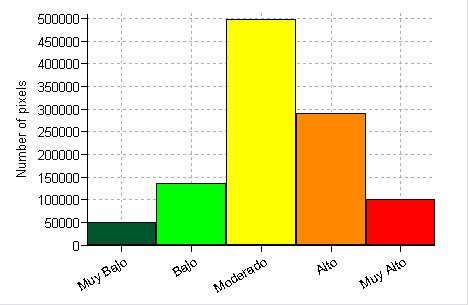 Number of pixels
500000
450000
400000
350000
300000
250000
200000
150000
100000
50000
0
Muy Bajo
Bajo
Moderado
Alto
Muy Alto